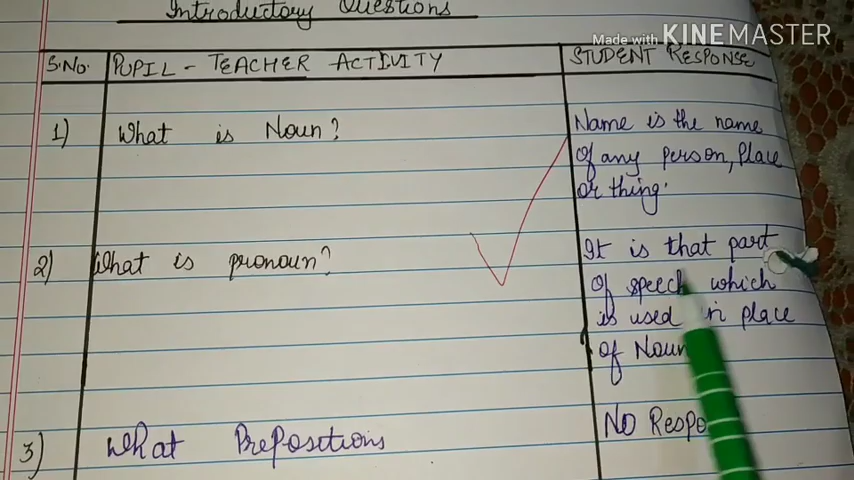 Introductory Questions
Made with KINEMASTER
S.No. PUPIL - TEACHER ACTIVITY STUDENT RESPONSE
1) What is Noun? Name is the name
Of any person, Place
or thing.
2) What is pronoun? It is that part
Of speech which
is used in place
of Noun
3) What Prepositions No Respo